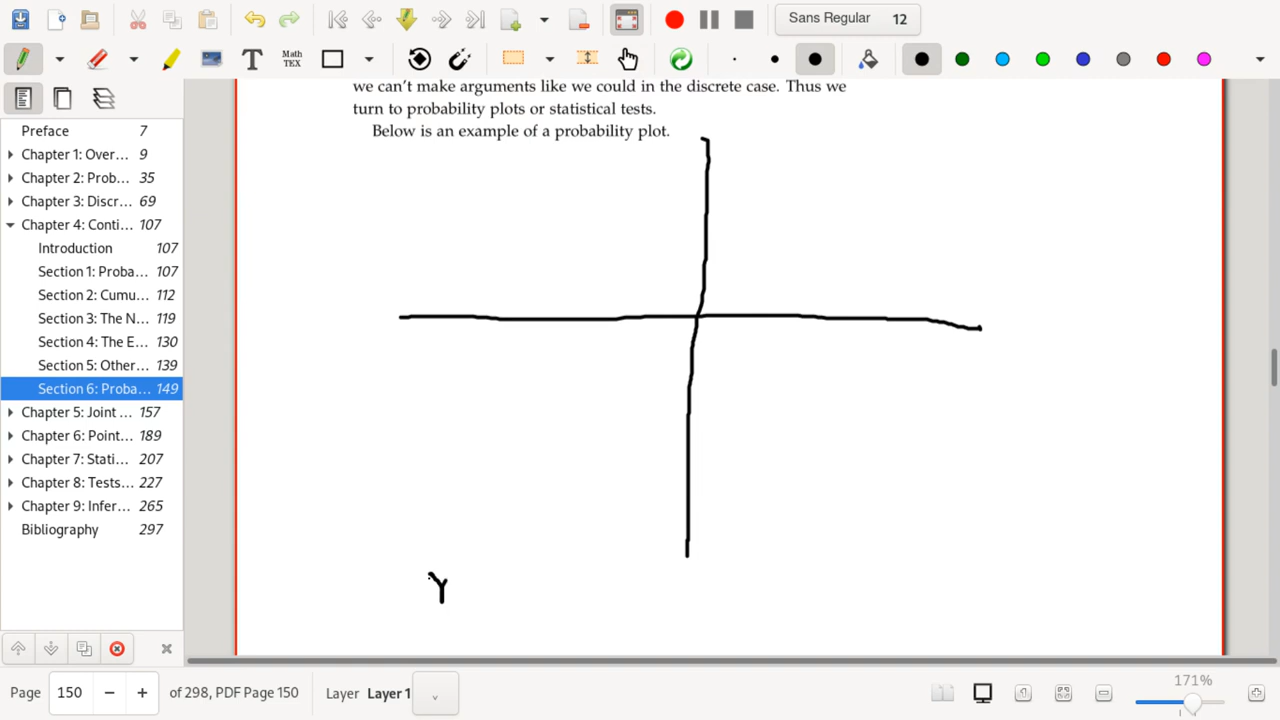 Sans Regular 12
Math
TEX
Preface 7
Chapter 1: Over... 9
Chapter 2: Prob... 35
Chapter 3: Discr... 69
Chapter 4: Conti... 107
Introduction 107
Section 1: Proba... 107
Section 2: Cumu... 112
Section 3: The N... 119
Section 4: The E... 130
Section 5: Other... 139
Section 6: Proba... 149
Chapter 5: Joint ... 157
Chapter 6: Point... 189
Chapter 7: Stati... 207
Chapter 8: Tests... 227
Chapter 9: Infer... 265
Bibliography 297
we can't make arguments like we could in the discrete case. Thus we
turn to probability plots or statistical tests.
Below is an example of a probability plot.
Y
Page 150 of 298, PDF Page 150 Layer Layer 1 171%